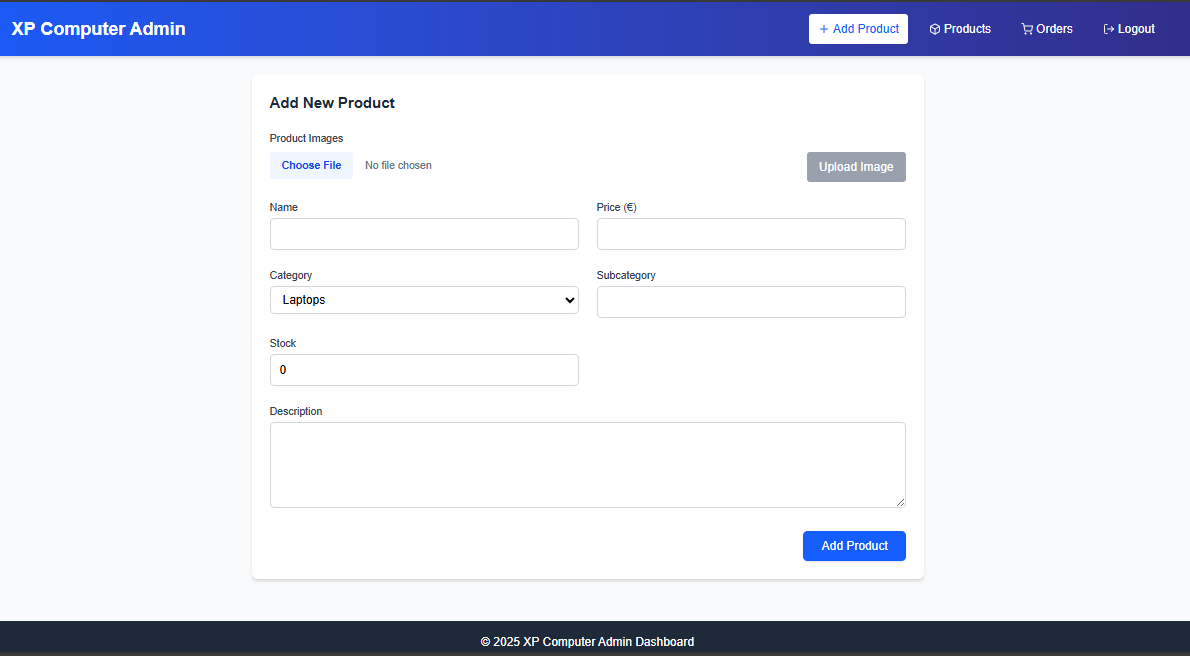 XP Computer Admin
+ Add Product Products Orders Logout
Add New Product
Product Images
Choose File No file chosen
Upload Image
Name Price (€)
Category Subcategory
Laptops
Stock
0
Description
Add Product
© 2025 XP Computer Admin Dashboard